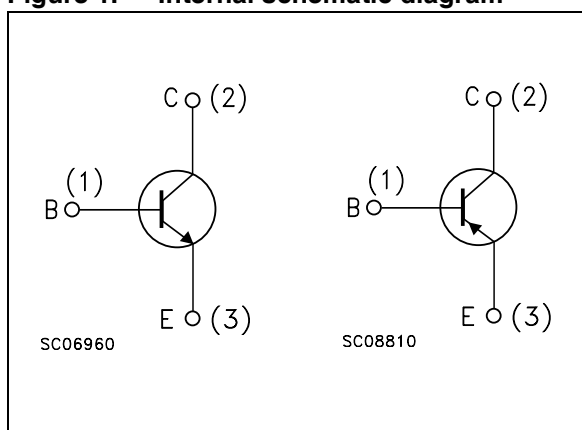 Figure 1. Internal schematic diagram
C (2)
(1)
B
E (3)
SC06960
C (2)
(1)
B
E (3)
SC08810